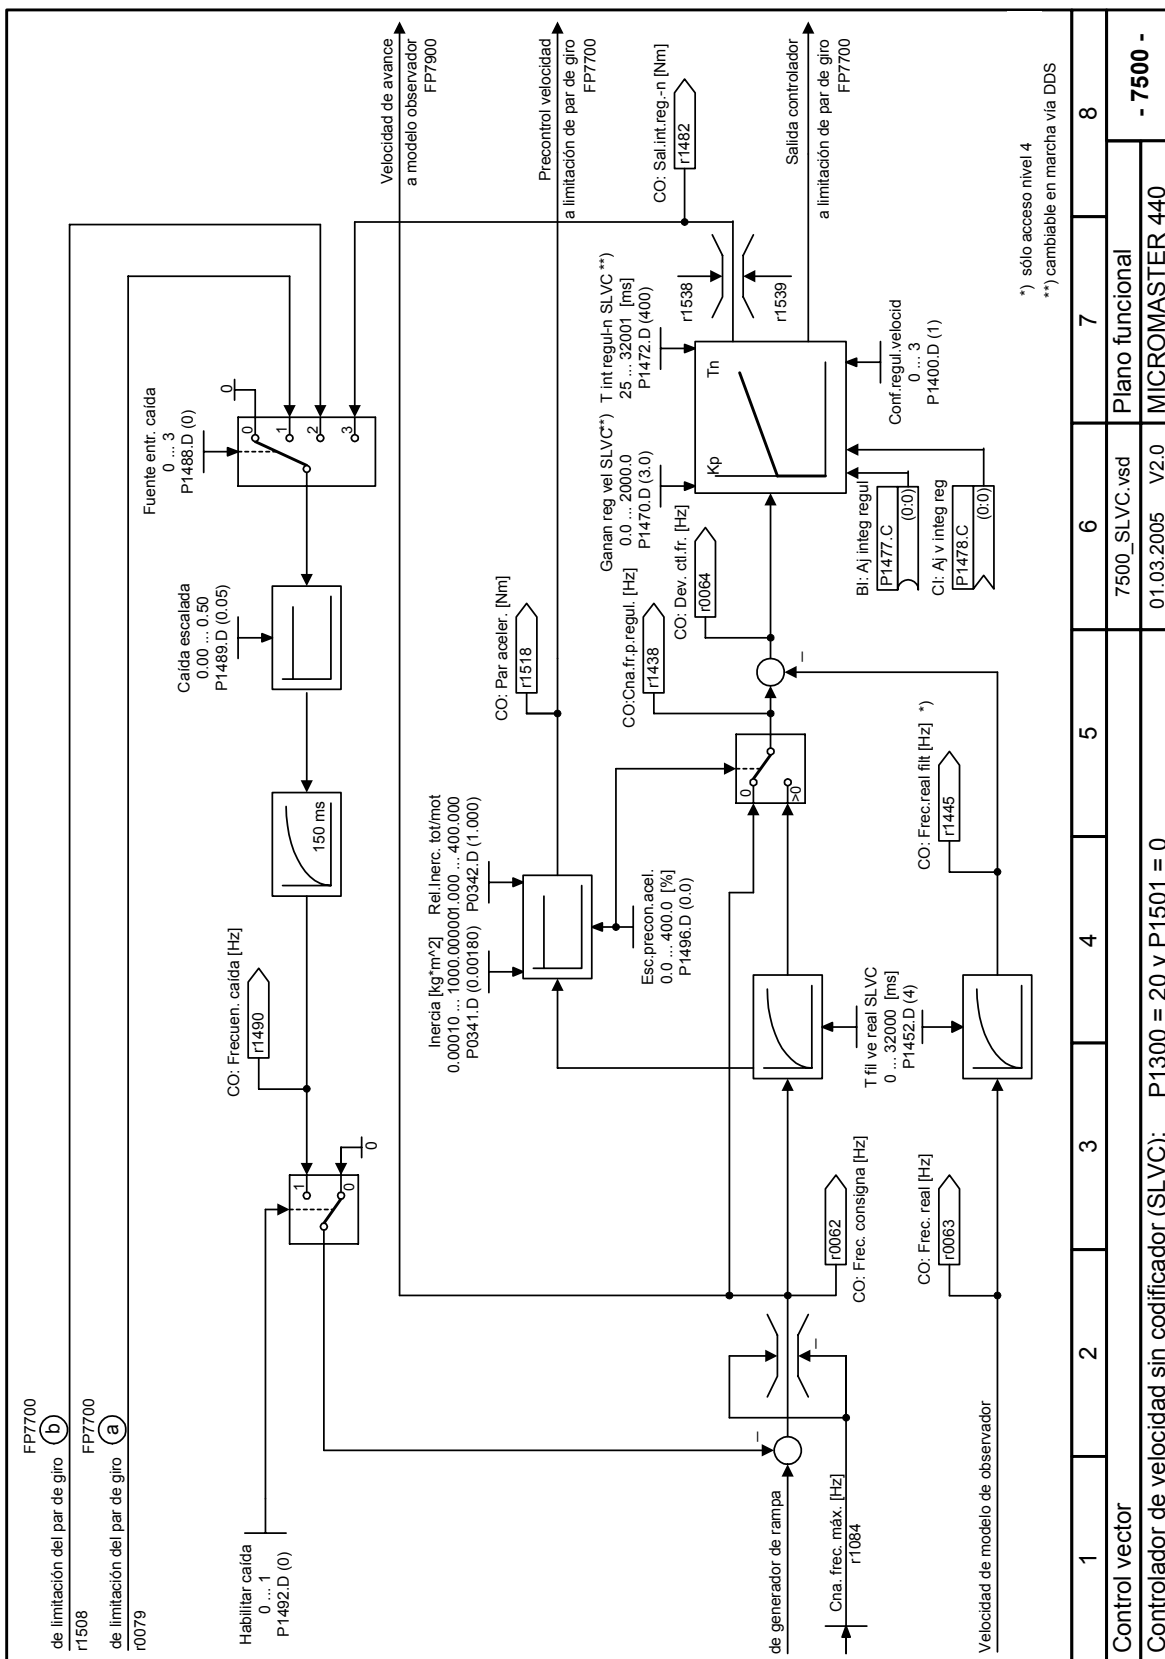 FP7700
de limitación del par de giro b
r1508
FP7700
de limitación del par de giro a
r0079
Habilitar caída
0 ... 1
P1492.D (0)
1
0
0
CO: Frecuen. caída [Hz]
r1490
150 ms
Caída escalada
0.00 ... 0.50
P1489.D (0.05)
Fuente entr. caída
0 ... 3
P1488.D (0)
0
0
1
2
3
Velocidad de avance
a modelo observador
FP7900
Precontrol velocidad
a limitación de par de giro
FP7700
CO: Sal.int.reg.-n [Nm]
r1482
Salida controlador
a limitación de par de giro
FP7700
Inercia [kg*m^2]
0.00010 ... 1000.00000
P0341.D (0.00180)
Rel.Inerc. tot/mot
1.000 ... 400.000
P0342.D (1.000)
CO: Par aceler. [Nm]
r1518
Esc.precon.acel.
0.0 ... 400.0 [%]
P1496.D (0.0)
0
>0
CO:Cna.fr.p.regul. [Hz]
r1438
CO: Dev. ctl.fr. [Hz]
r0064
Ganan reg vel SLVC**)
0.0 ... 2000.0
P1470.D (3.0)
T int regul-n SLVC **)
25 ... 32001 [ms]
P1472.D (400)
Kp
Tn
r1538
r1539
Conf.regul.velocid
0 ... 3
P1400.D (1)
BI: Aj integ regul
P1477.C
(0:0)
CI: Aj v integ reg
P1478.C
(0:0)
de generador de rampa
–
–
–
Cna. frec. máx. [Hz]
r1084
r0062
CO: Frec. consigna [Hz]
T fil ve real SLVC
0 ... 32000 [ms]
P1452.D (4)
Velocidad de modelo de observador
CO: Frec. real [Hz]
r0063
CO: Frec.real filt [Hz] *)
r1445
*) sólo acceso nivel 4
**) cambiable en marcha vía DDS
1 2 3 4 5 6 7 8
Control vector
7500_SLVC.vsd
Plano funcional
- 7500 -
Controlador de velocidad sin codificador (SLVC): P1300 = 20 y P1501 = 0
01.03.2005 V2.0
MICROMASTER 440